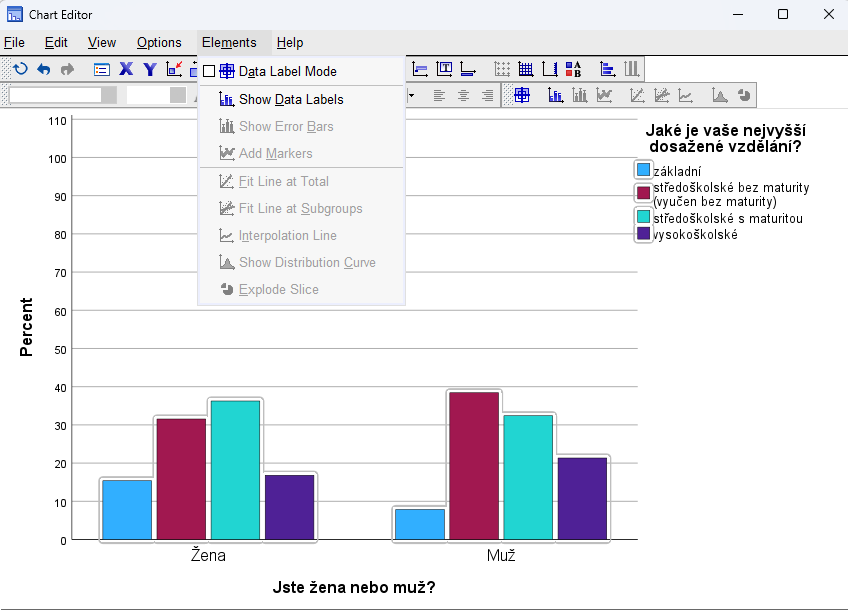 Chart Editor
File Edit View Options Elements Help
X Y
T
A
B
Data Label Mode
Show Data Labels
Show Error Bars
Add Markers
Fit Line at Total
Fit Line at Subgroups
Interpolation Line
Show Distribution Curve
Explode Slice
Jaké je vaše nejvyšší
dosažené vzdělání?
základní
středoškolské bez maturity
(vyučen bez maturity)
středoškolské s maturitou
vysokoškolské
Percent
110
100
90
80
70
60
50
40
30
20
10
0
Žena Muž
Jste žena nebo muž?